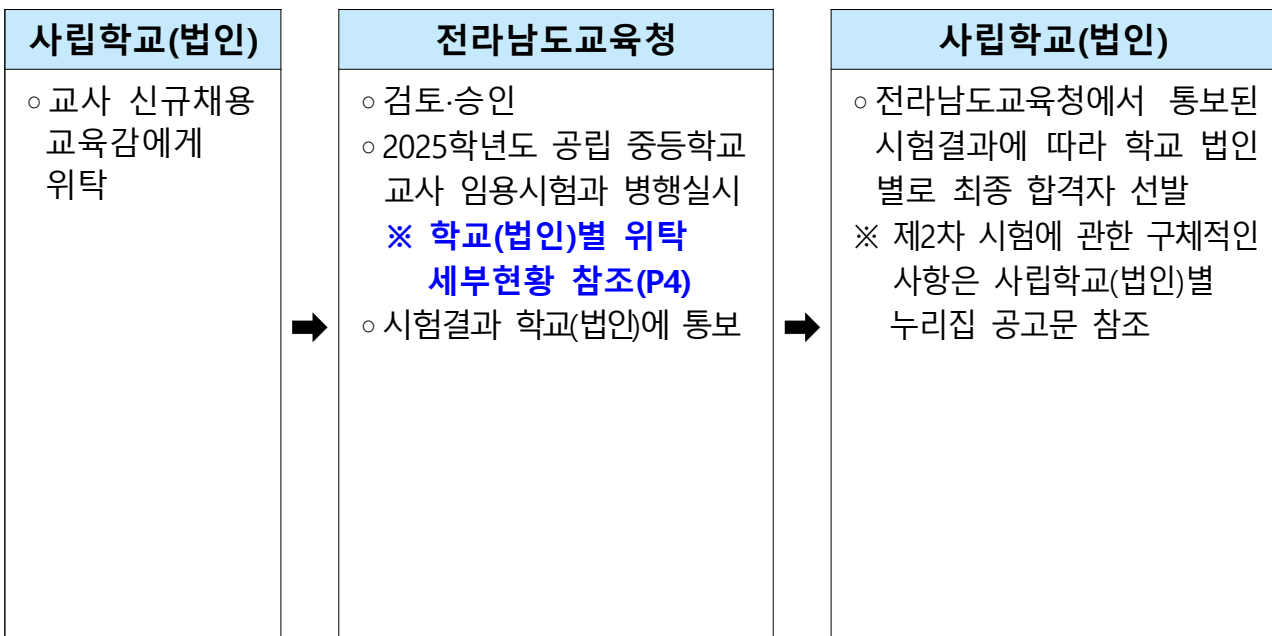 사립학교(법인)
◦교사 신규채용
교육감에게
위탁
➡
전라남도교육청
◦검토·승인
◦2025학년도 공립 중등학교
교사 임용시험과 병행실시
※ 학교(법인)별 위탁
세부현황 참조(P4)
◦시험결과 학교(법인)에 통보
➡
사립학교(법인)
◦전라남도교육청에서 통보된
시험결과에 따라 학교 법인
별로 최종 합격자 선발
※ 제2차 시험에 관한 구체적인
사항은 사립학교(법인)별
누리집 공고문 참조